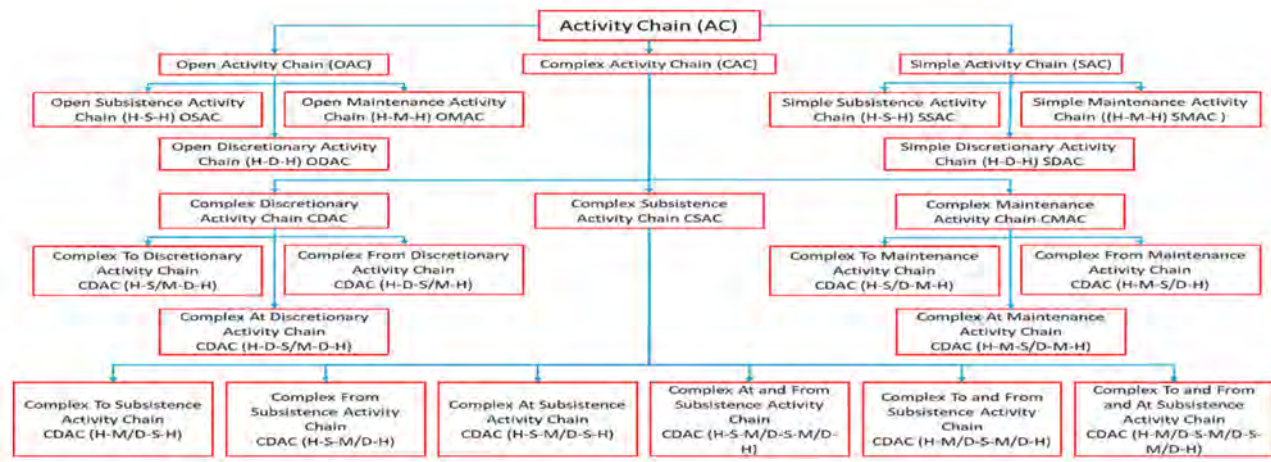 Activity Chain (AC)
Open Activity Chain (OAC)
Complex Activity Chain (CAC)
Simple Activity Chain (SAC)
Open Subsistence Activity
Chain (H-S-H) OSAC
Open Maintenance Activity
Chain (H-M-H) OMAC
Simple Subsistence Activity
Chain (H-S-H) SSAC
Simple Maintenance Activity
Chain ((H-M-H) SMAC )
Open Discretionary Activity
Chain (H-D-H) ODAC
Simple Discretionary Activity
Chain (H-D-H) SDAC
Complex Discretionary
Activity Chain CDAC
Complex Subsistence
Activity Chain CSAC
Complex Maintenance
Activity Chain CMAC
Complex To Discretionary
Activity Chain
CDAC (H-S/M-D-H)
Complex From Discretionary
Activity Chain
CDAC (H-D-S/M-H)
Complex To Maintenance
Activity Chain
CDAC (H-S/D-M-H)
Complex From Maintenance
Activity Chain
CDAC (H-M-S/D-H)
Complex At Discretionary
Activity Chain
CDAC (H-D-S/M-D-H)
Complex At Maintenance
Activity Chain
CDAC (H-M-S/D-M-H)
Complex To Subsistence
Activity Chain
CDAC (H-M/D-S-H)
Complex From
Subsistence Activity
Chain
CDAC (H-S-M/D-H)
Complex At Subsistence
Activity Chain
CDAC (H-S-M/D-S-H)
Complex At and From
Subsistence Activity
Chain
CDAC (H-S-M/D-S-M/D-
H)
Complex To and From
Subsistence Activity
Chain
CDAC (H-M/D-S-M/D-H)
Complex To and From
and At Subsistence
Activity Chain
CDAC (H-M/D-S-M/D-S-
M/D-H)